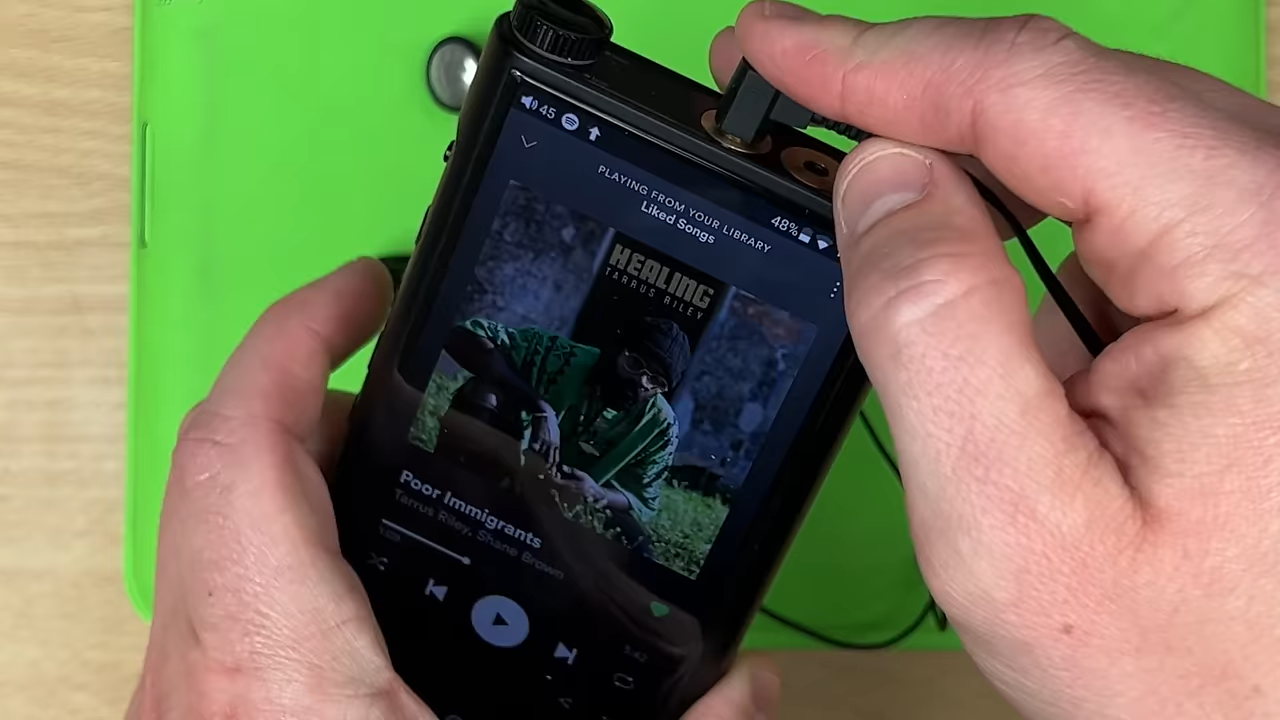 45
48%
PLAYING FROM YOUR LIBRARY
Liked Songs
HEALING
TARRUS RILEY
Poor Immigrants
Tarrus Riley, Shane Brown